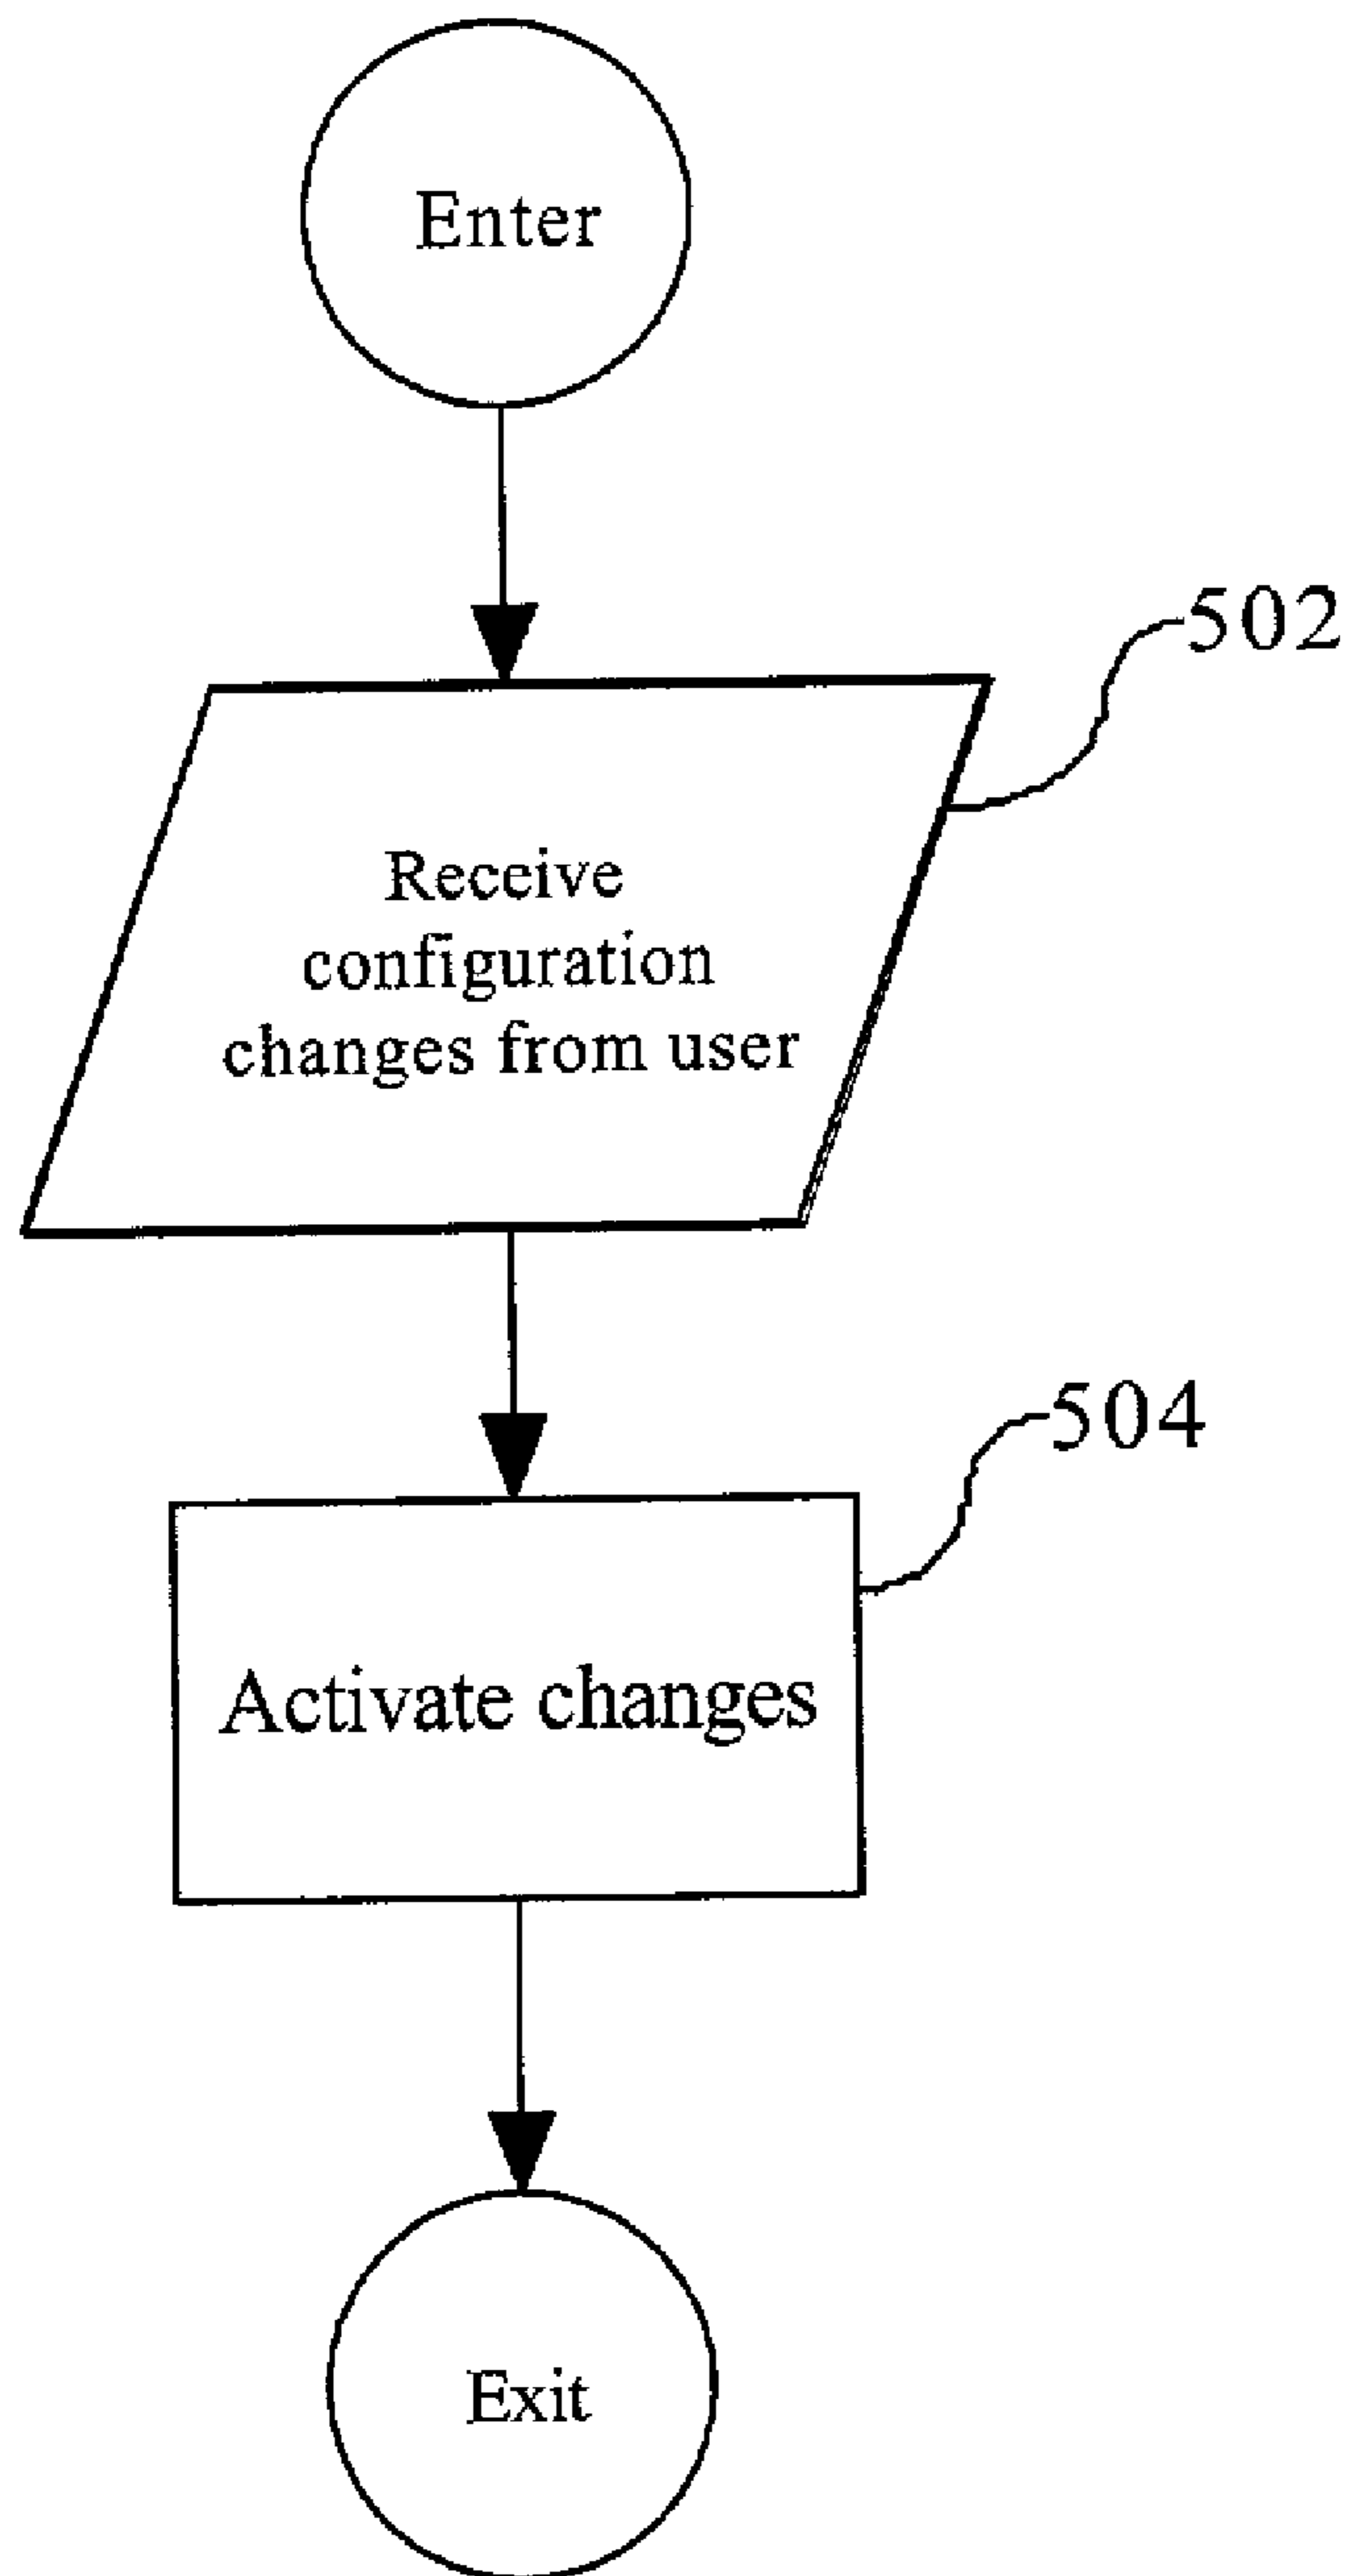 Enter
502
Receive
configuration
changes from user
504
Activate changes
Exit